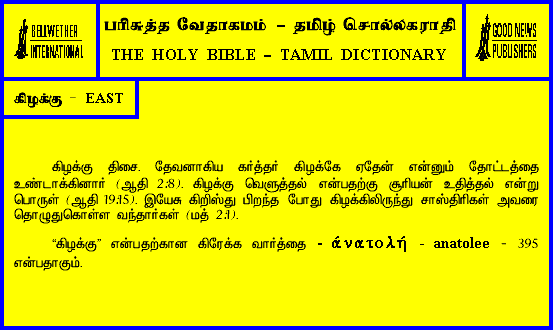 BELLWETHER
INTERNATIONAL
பரிசுத்த வேதாகமம் – தமிழ் சொல்லகராதி
THE HOLY BIBLE – TAMIL DICTIONARY
GOOD NEWS
PUBLISHERS
கிழக்கு – EAST
கிழக்கு திசை. தேவனாகிய கர்த்தர் கிழக்கே ஏதேன் என்னும் தோட்டத்தை
உண்டாக்கினார் (ஆதி 2:8). கிழக்கு வெளுத்தல் என்பதற்கு சூரியன் உதித்தல் என்று
பொருள் (ஆதி 19:15). இயேசு கிறிஸ்து பிறந்த போது கிழக்கிலிருந்து சாஸ்திரிகள் அவரை
தொழுதுகொள்ள வந்தார்கள் (மத் 2:1).
“கிழக்கு” என்பதற்கான கிரேக்க வார்த்தை - άνατολή - anatolee - 395
என்பதாகும்.